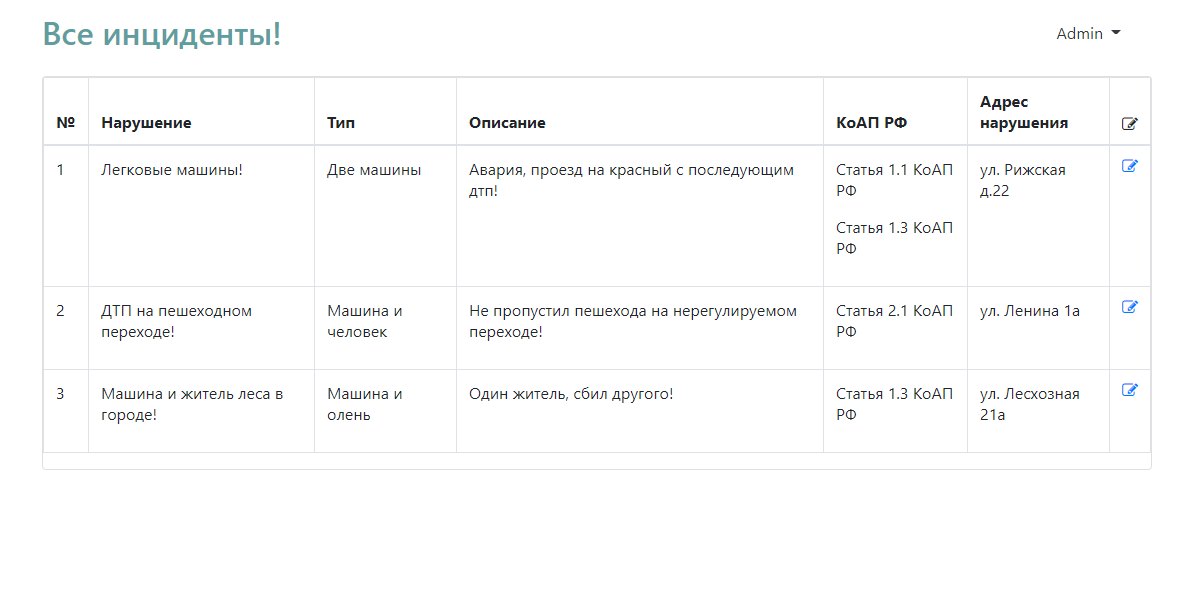 Все инциденты!
Admin
№
Нарушение
Тип
Описание
КоАП РФ
Адрес
нарушения
1
Легковые машины!
Две машины
Авария, проезд на красный с последующим
дтп!
Статья 1.1 КоАП
РФ
Статья 1.3 КоАП
РФ
ул. Рижская
д.22
2
ДТП на пешеходном
переходе!
Машина и
человек
Не пропустил пешехода на нерегулируемом
переходе!
Статья 2.1 КоАП
РФ
ул. Ленина 1а
3
Машина и житель леса в
городе!
Машина и
олень
Один житель, сбил другого!
Статья 1.3 КоАП
РФ
ул. Лесхозная
21а